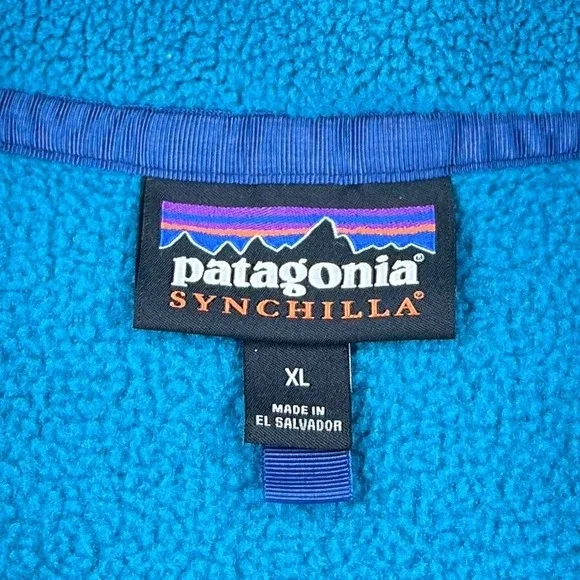 patagonia®
SYNCHILLA®
XL
MADE IN
EL SALVADOR